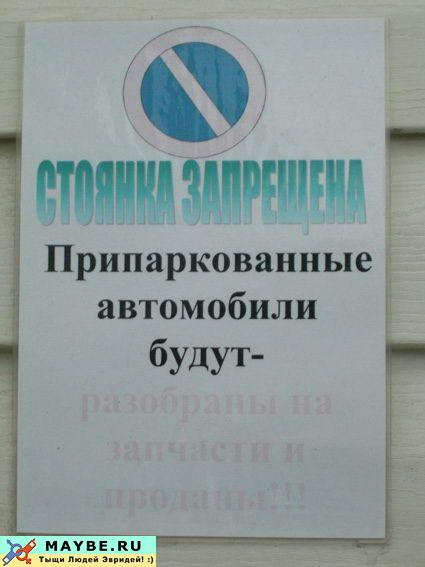 СТОЯНКА ЗАПРЕЩЕНА
Припаркованные
автомобили
будут-
разобраны на
запчасти и
проданы!!!
MAYBE.RU
Тыщи Людей Эвридей! :)